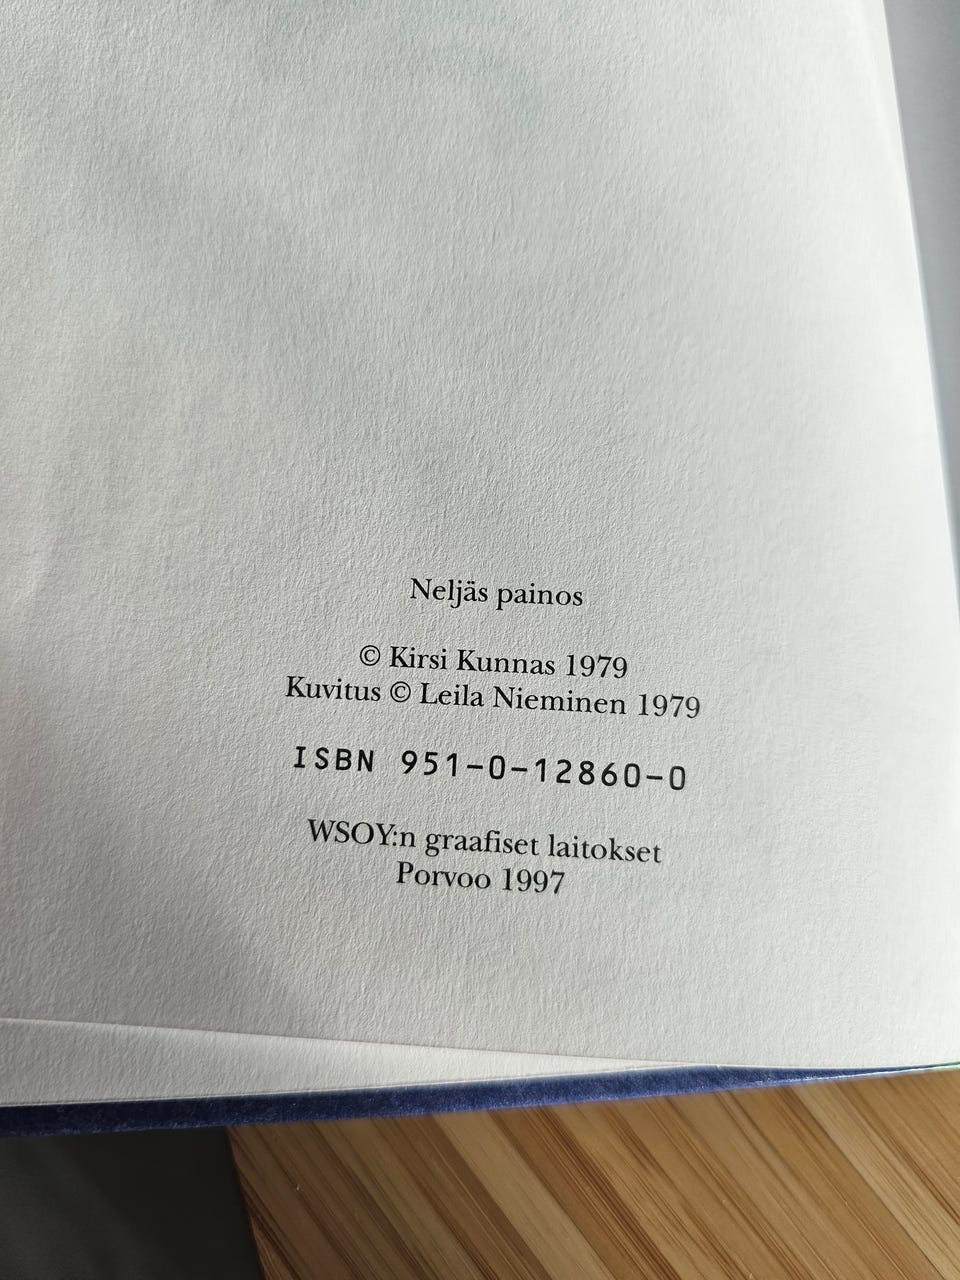 Neljäs painos
© Kirsi Kunnas 1979
Kuvitus © Leila Nieminen 1979
ISBN 951-0-12860-0
WSOY:n graafiset laitokset
Porvoo 1997